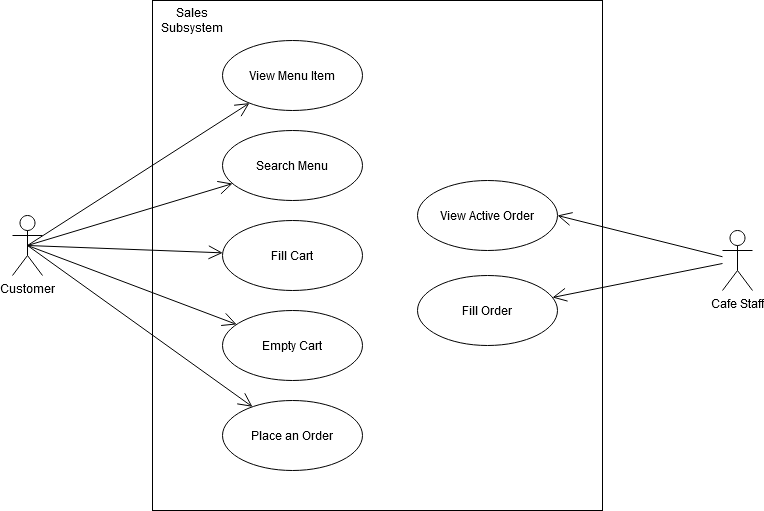 Sales
Subsystem
View Menu Item
Search Menu
Fill Cart
Empty Cart
Place an Order
View Active Order
Fill Order
Customer
Cafe Staff